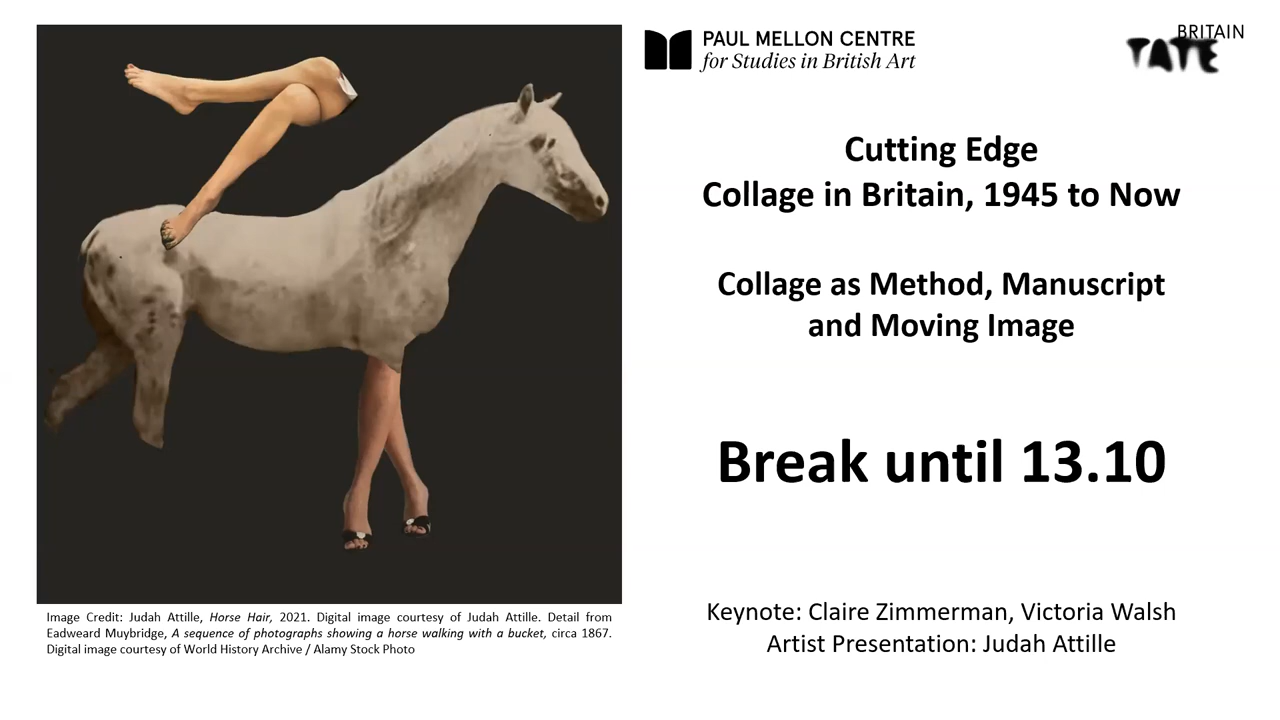 PAUL MELLON CENTRE
for Studies in British Art
BRITAIN
TATE
Cutting Edge
Collage in Britain, 1945 to Now
Collage as Method, Manuscript
and Moving Image
Break until 13.10
Keynote: Claire Zimmerman, Victoria Walsh
Artist Presentation: Judah Attille
Image Credit: Judah Attille, Horse Hair, 2021. Digital image courtesy of Judah Attille. Detail from
Eadweard Muybridge, A sequence of photographs showing a horse walking with a bucket, circa 1867.
Digital image courtesy of World History Archive / Alamy Stock Photo